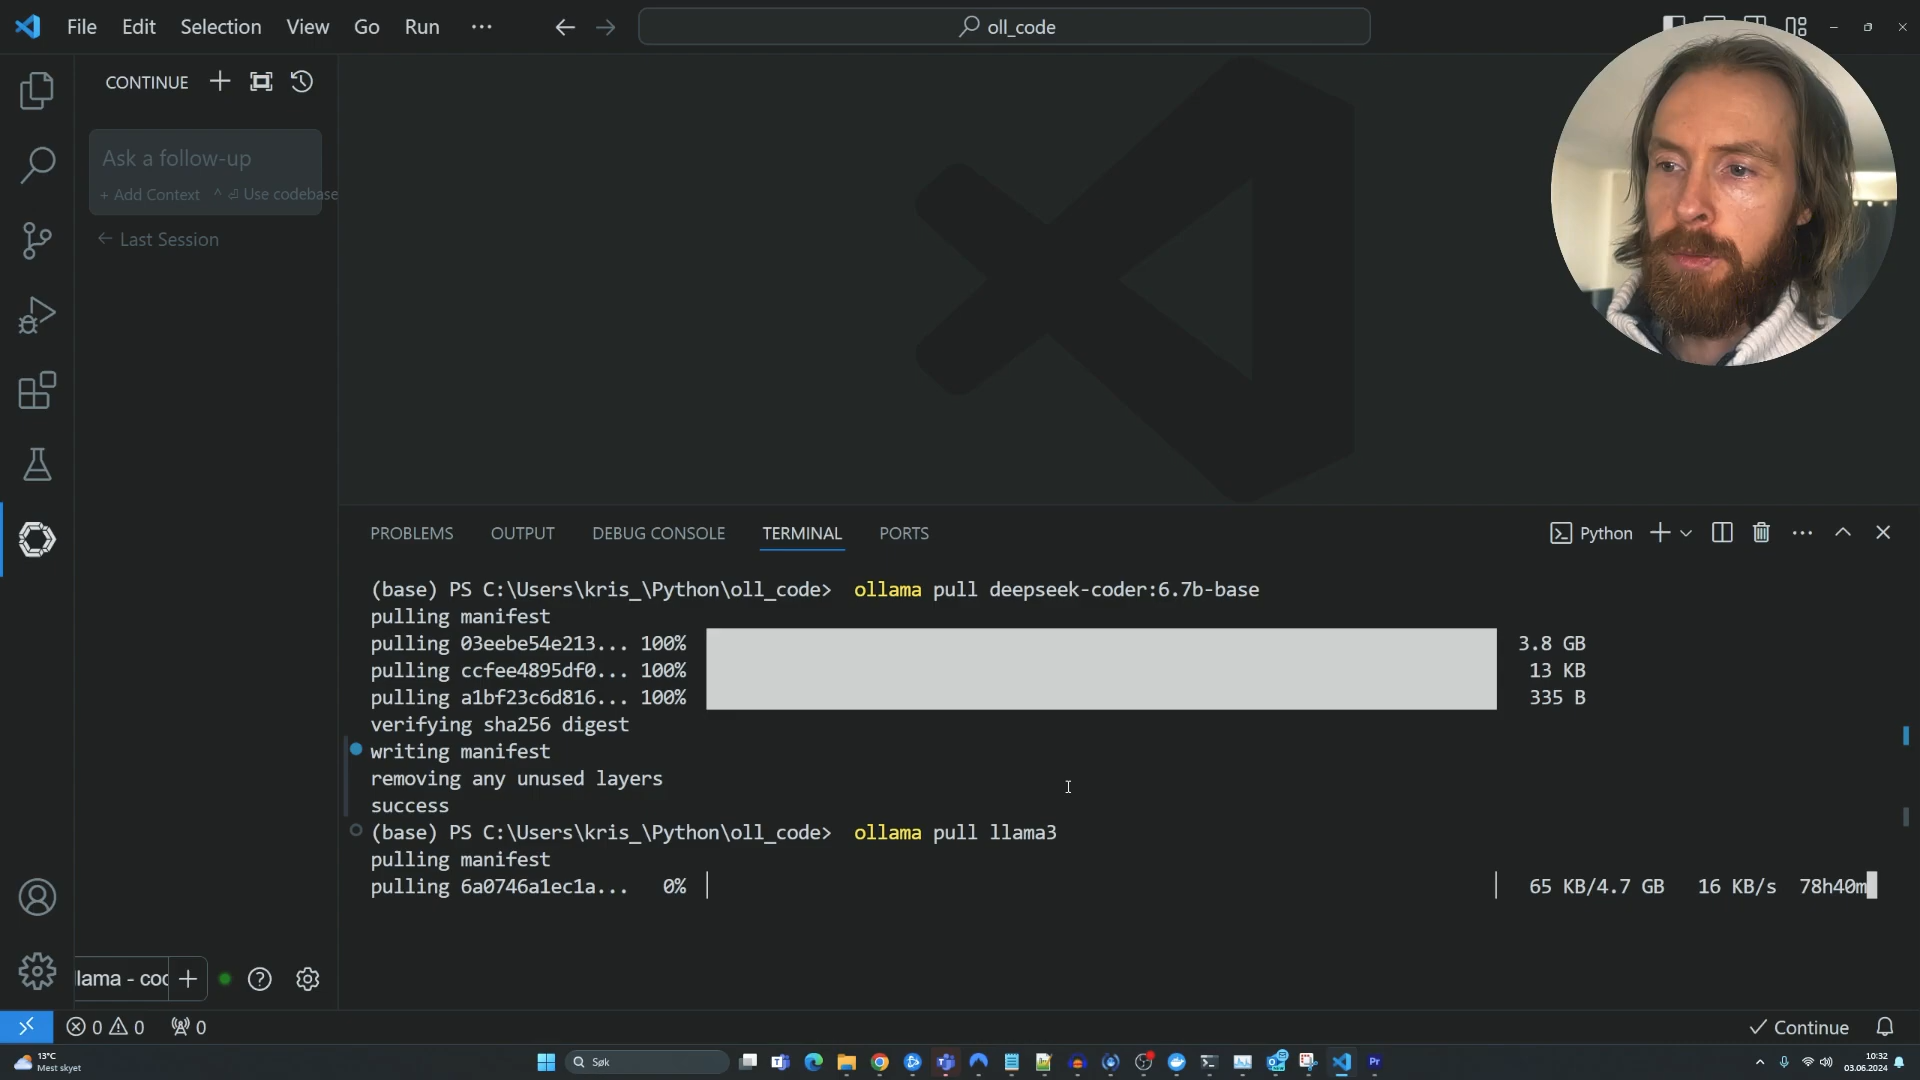 File Edit Selection View Go Run ···
oll_code
CONTINUE
Ask a follow-up
+ Add Context ^ ⏎ Use codebase
← Last Session
PROBLEMS OUTPUT DEBUG CONSOLE TERMINAL PORTS
Python
(base) PS C:\Users\kris_\Python\oll_code> ollama pull deepseek-coder:6.7b-base
pulling manifest
pulling 03eebe54e213... 100% 3.8 GB
pulling ccfee4895df0... 100% 13 KB
pulling a1bf23c6d816... 100% 335 B
verifying sha256 digest
writing manifest
removing any unused layers
success
(base) PS C:\Users\kris_\Python\oll_code> ollama pull llama3
pulling manifest
pulling 6a0746a1ec1a... 0% 65 KB/4.7 GB 16 KB/s 78h40m
llama - coc
0 0 0
Continue
13°C
Mest skyet
Søk
10:32
03.06.2024
Pr